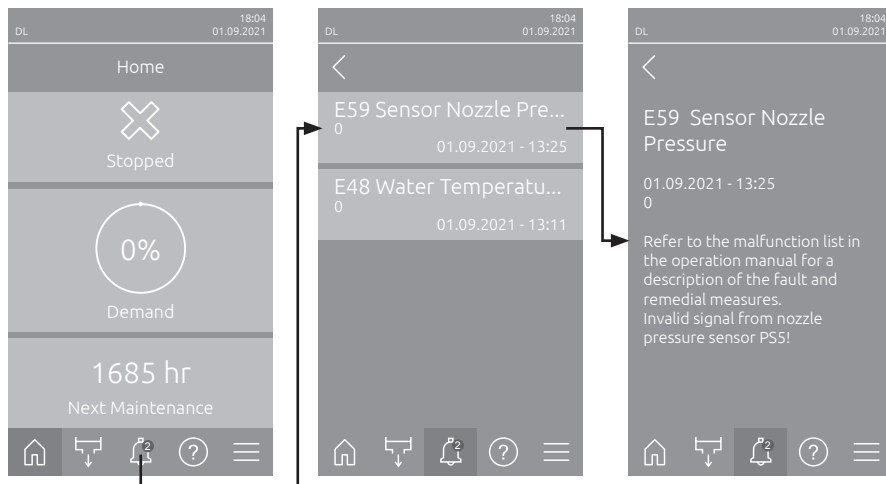 18:04
DL 01.09.2021
Home
Stopped
0%
Demand
1685 hr
Next Maintenance
2
?
18:04
DL 01.09.2021
E59 Sensor Nozzle Pre...
0
01.09.2021 - 13:25
E48 Water Temperatu...
0
01.09.2021 - 13:11
2
?
18:04
DL 01.09.2021
E59 Sensor Nozzle
Pressure
01.09.2021 - 13:25
0
Refer to the malfunction list in
the operation manual for a
description of the fault and
remedial measures.
Invalid signal from nozzle
pressure sensor PS5!
2
?